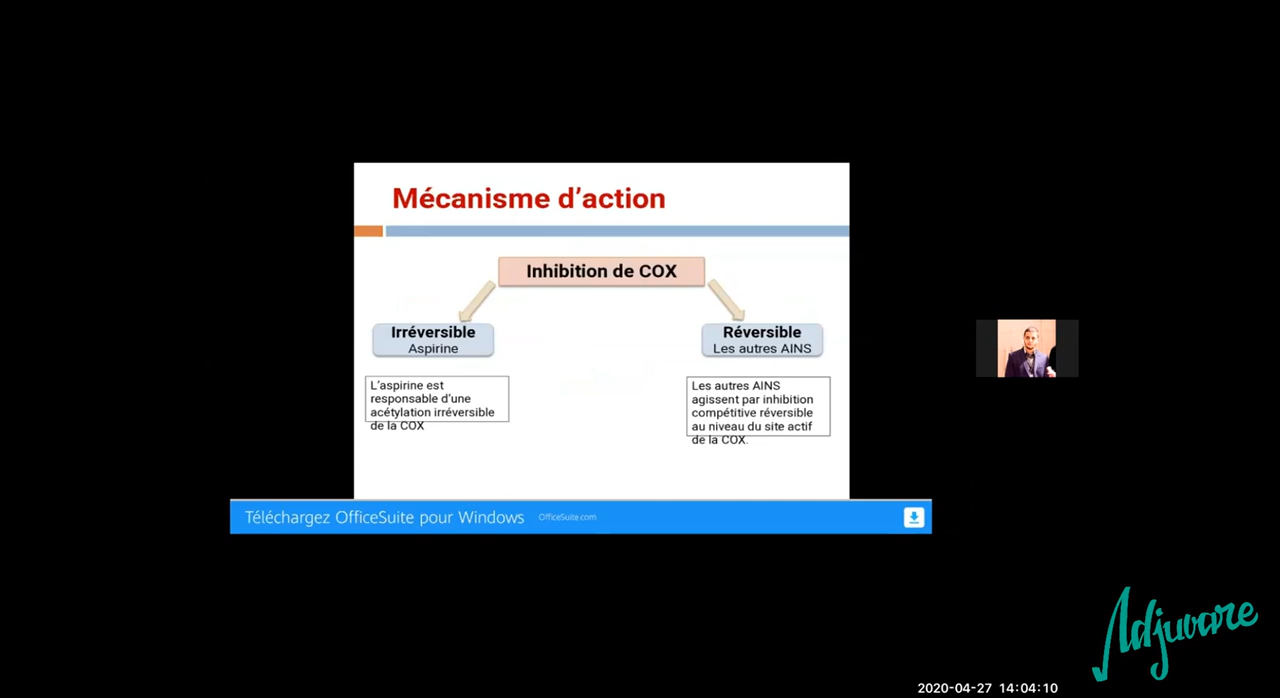 Mécanisme d’action
Inhibition de COX
Irréversible
Aspirine
Réversible
Les autres AINS
L’aspirine est
responsable d’une
acétylation irréversible
de la COX
Les autres AINS
agissent par inhibition
compétitive réversible
au niveau du site actif
de la COX.
Téléchargez OfficeSuite pour Windows OfficeSuite.com
Adjuvare
2020-04-27 14:04:10